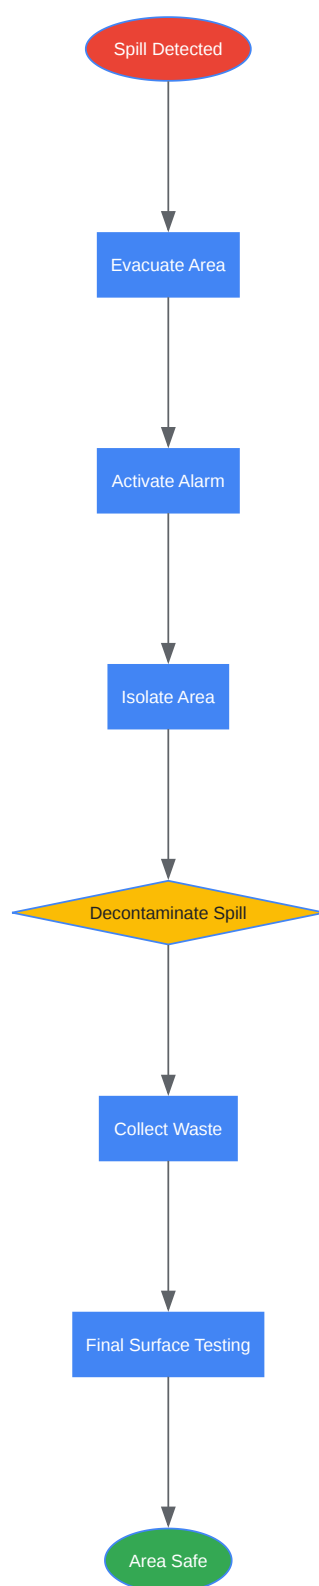 Spill Detected
Evacuate Area
Activate Alarm
Isolate Area
Decontaminate Spill
Collect Waste
Final Surface Testing
Area Safe